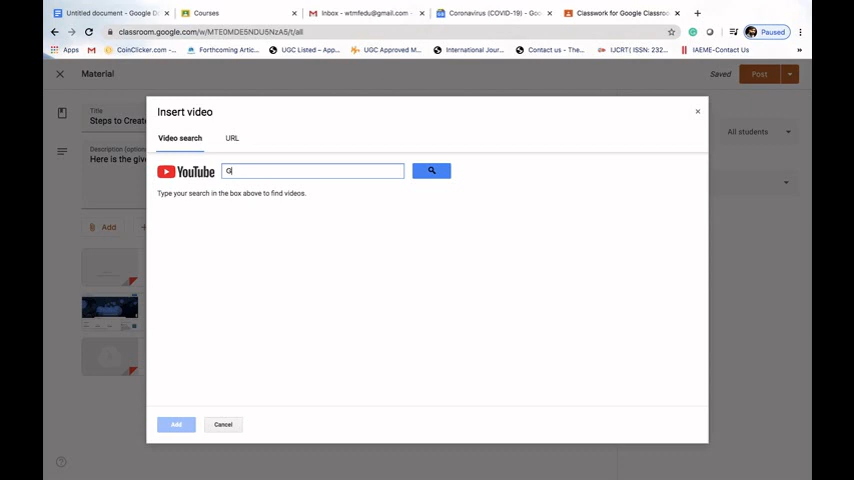 Untitled document - Google D
Courses
Inbox - wtmfedu@gmail.com -
Coronavirus (COVID-19) - Goo
Classwork for Google Classroo
classroom.google.com/w/MTE0MDE5NDU5NzA5/t/all
Paused
Apps
CoinClicker.com -...
Forthcoming Artic...
UGC Listed – App...
UGC Approved M...
International Jour...
Contact us - The...
IJCRT( ISSN: 232...
IAEME-Contact Us
Material
Saved
Post
Title
Steps to Create
Description (option
Here is the give
Add
All students
Insert video
Video search
URL
YouTube
G
Type your search in the box above to find videos.
Add
Cancel